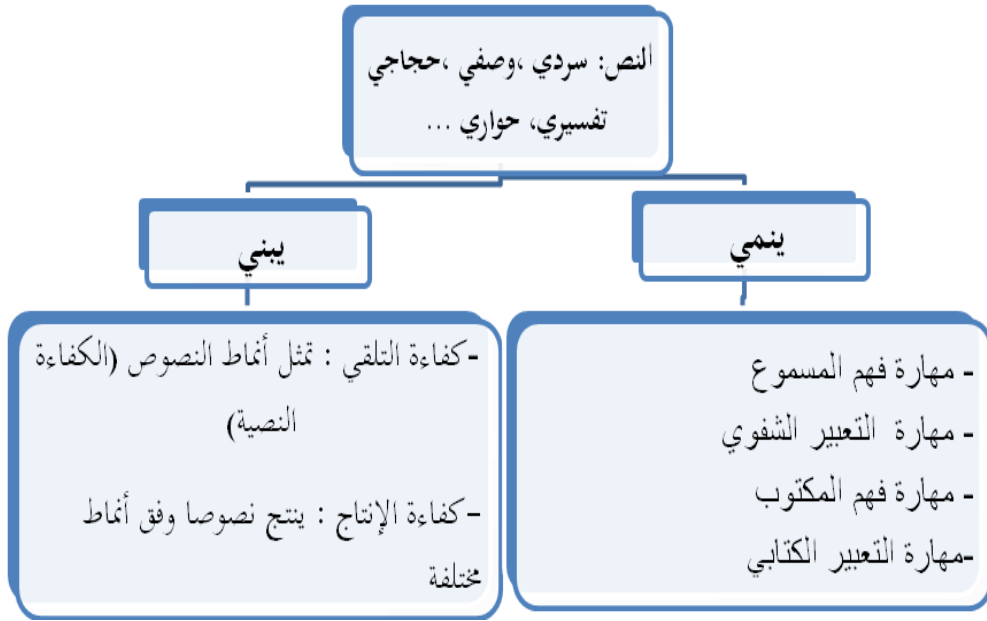 النص: سردي ،وصفي ،حجاجي
تفسيري، حواري ...
ينمي
يبني
- مهارة فهم المسموع
- مهارة التعبير الشفوي
- مهارة فهم المكتوب
-مهارة التعبير الكتابي
-كفاءة التلقي : تمثل أنماط النصوص (الكفاءة
النصية)
-كفاءة الإنتاج : ينتج نصوصا وفق أنماط
مختلفة